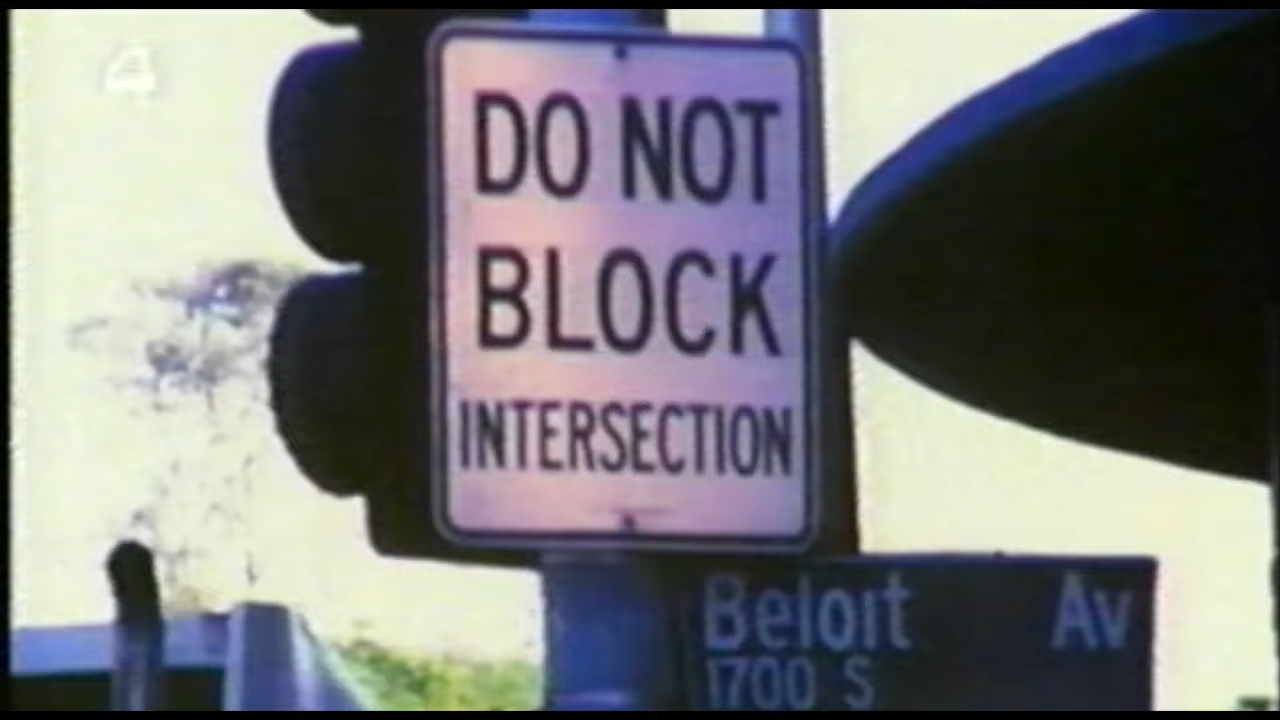 4
DO NOT
BLOCK
INTERSECTION
Beloit Av
1700 S